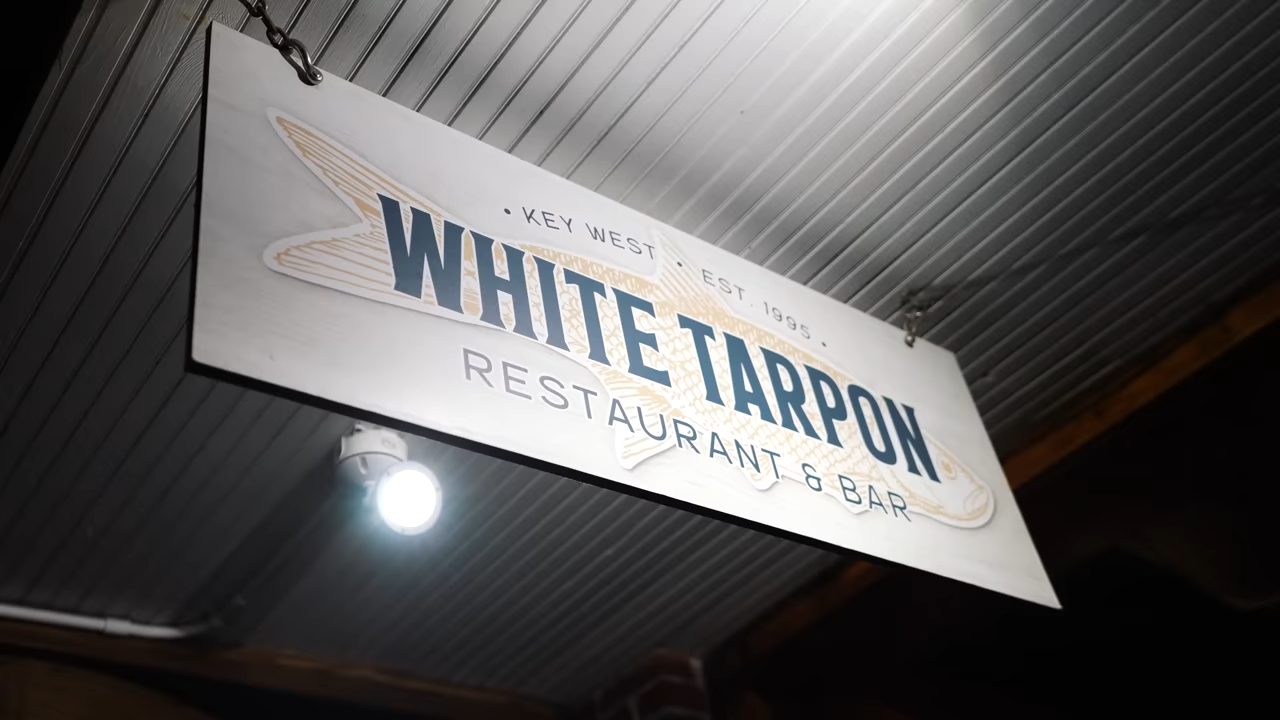 • KEY WEST • EST. 1995 •
WHITE TARPON
RESTAURANT & BAR